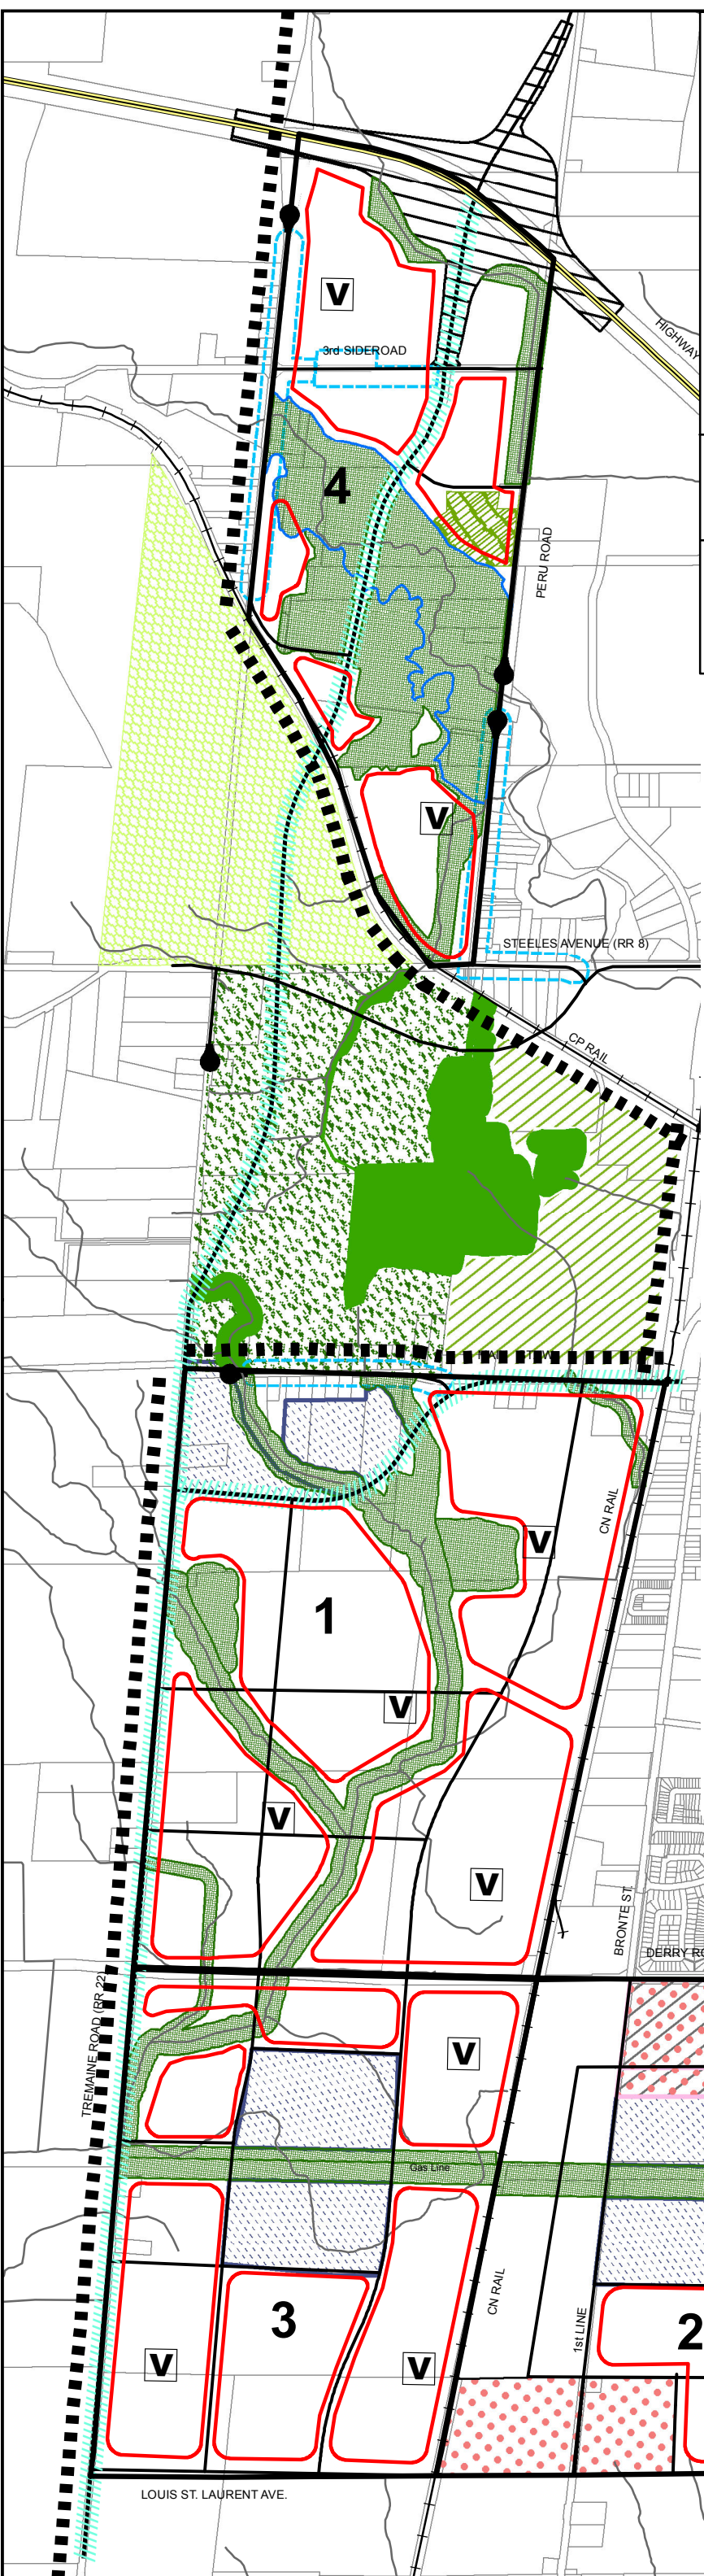 HIGHWAY
V
3rd SIDEROAD
4
PERU ROAD
V
STEELES AVENUE (RR 8)
CP RAIL
CN RAIL
V
1
V
V
V
BRONTE ST.
DERRY RO
TREMAINE ROAD (RR 22)
V
Gas Line
CN RAIL
1st LINE
3
2
V
V
LOUIS ST. LAURENT AVE.